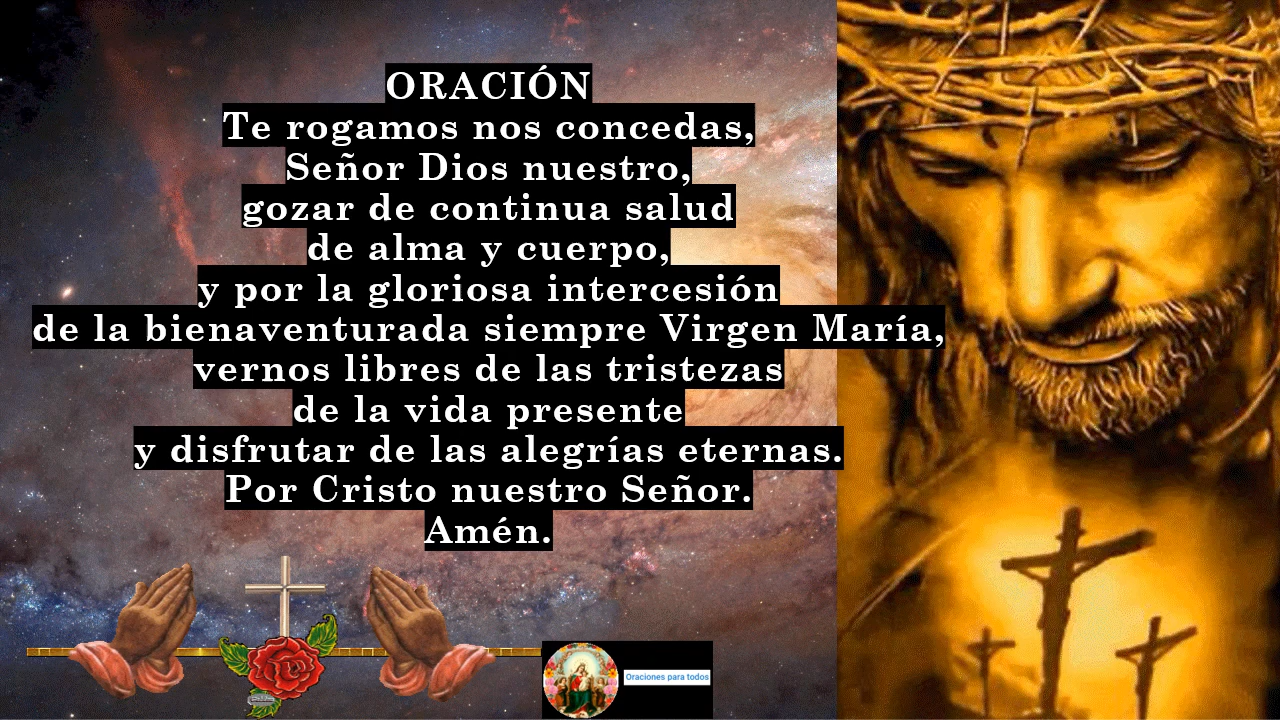 ORACIÓN
Te rogamos nos concedas,
Señor Dios nuestro,
gozar de continua salud
de alma y cuerpo,
y por la gloriosa intercesión
de la bienaventurada siempre Virgen María,
vernos libres de las tristezas
de la vida presente
y disfrutar de las alegrías eternas.
Por Cristo nuestro Señor.
Amén.
Oraciones para todos